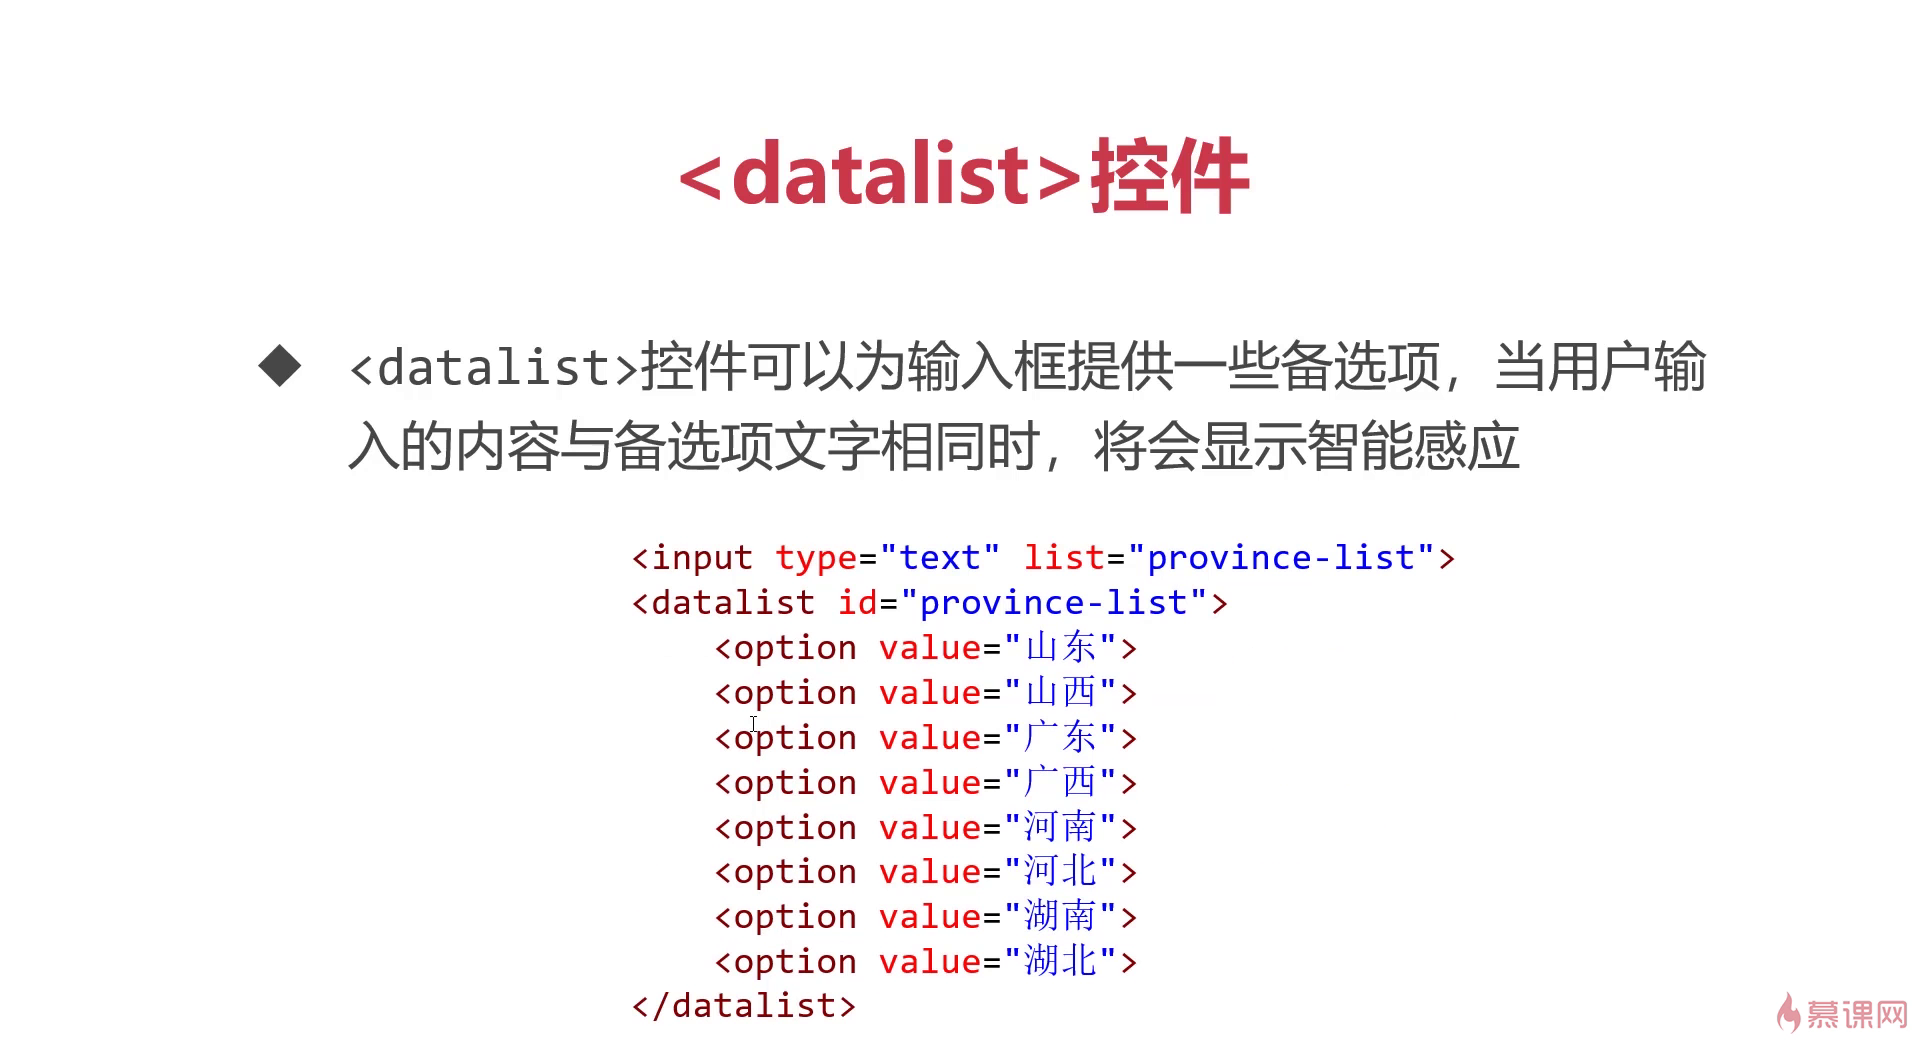 <datalist>控件
◆ <datalist>控件可以为输入框提供一些备选项，当用户输
入的内容与备选项文字相同时，将会显示智能感应
<input type="text" list="province-list">
<datalist id="province-list">
<option value="山东">
<option value="山西">
<option value="广东">
<option value="广西">
<option value="河南">
<option value="河北">
<option value="湖南">
<option value="湖北">
</datalist>
慕课网